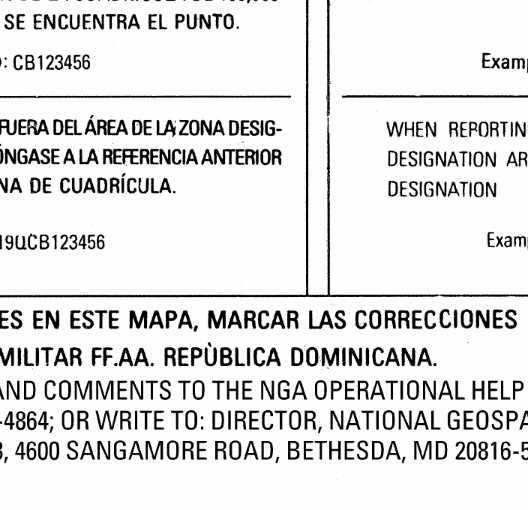 SE ENCUENTRA EL PUNTO.
: CB123456
FUERA DEL ÁREA DE LA ZONA DESIG-
ÓNGASE A LA REFERENCIA ANTERIOR
NA DE CUADRÍCULA.
19QCB123456
Examp
WHEN REPORTIN
DESIGNATION AR
DESIGNATION
Examp
ES EN ESTE MAPA, MARCAR LAS CORRECCIONES
MILITAR FF.AA. REPÙBLICA DOMINICANA.
AND COMMENTS TO THE NGA OPERATIONAL HELP
-4864; OR WRITE TO: DIRECTOR, NATIONAL GEOSPA
, 4600 SANGAMORE ROAD, BETHESDA, MD 20816-5